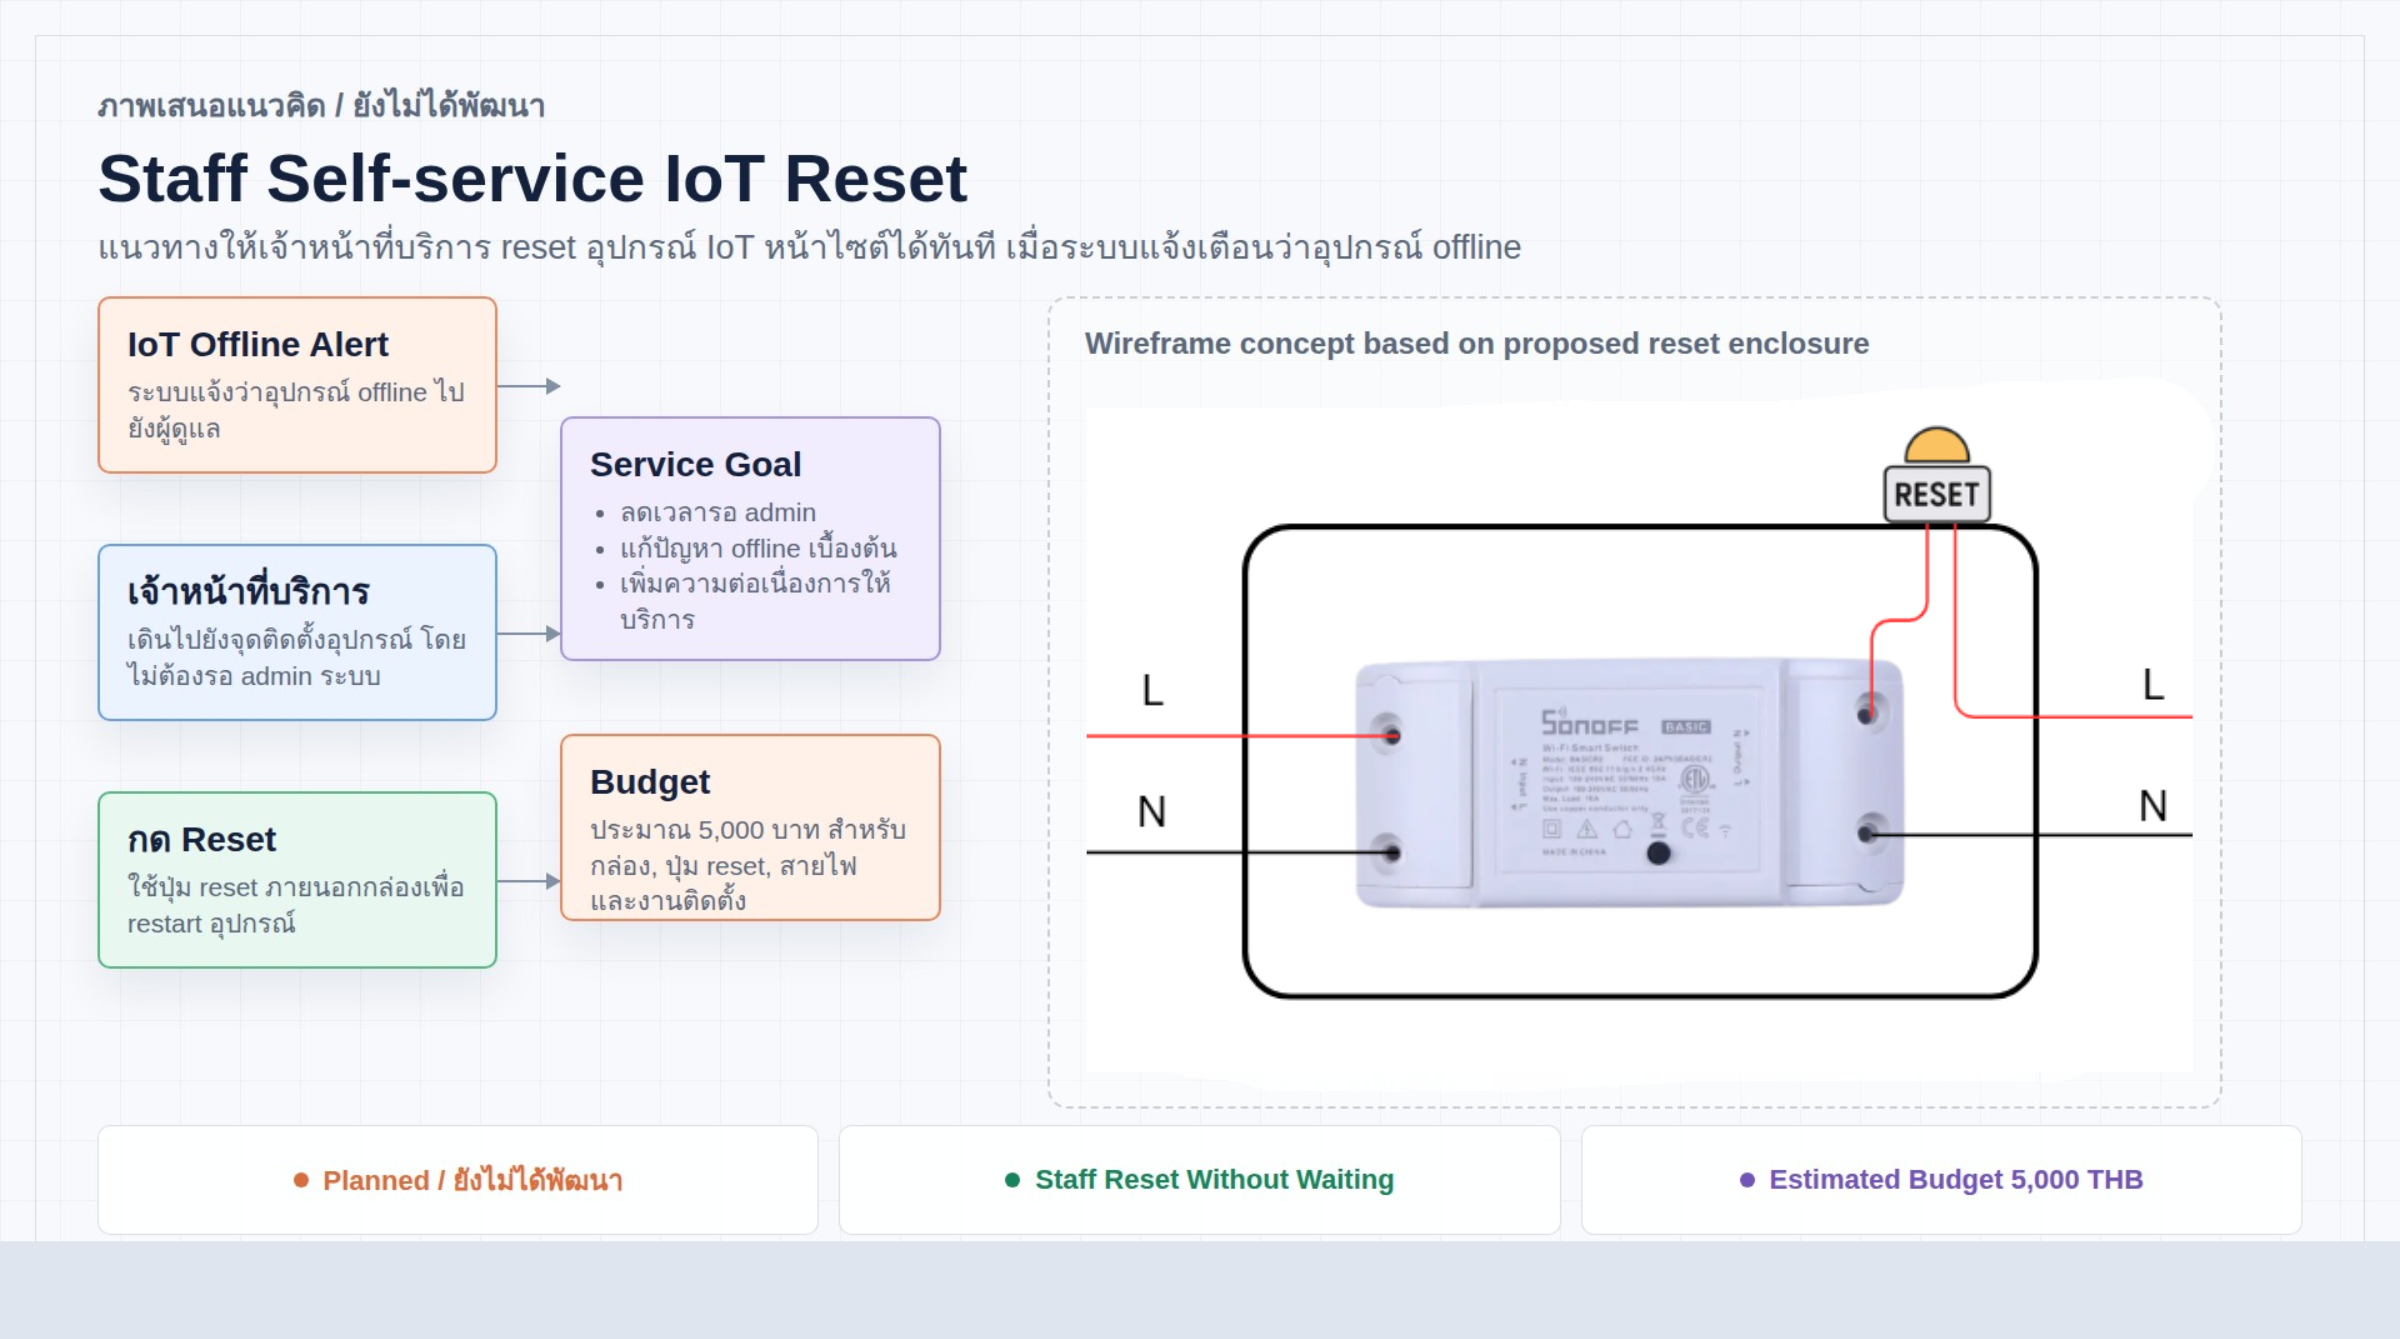 ภาพเสนอแนวคิด / ยังไม่ได้พัฒนา
Staff Self-service IoT Reset
แนวทางให้เจ้าหน้าที่บริการ reset อุปกรณ์ IoT หน้าไซต์ได้ทันที เมื่อระบบแจ้งเตือนว่าอุปกรณ์ offline
IoT Offline Alert
ระบบแจ้งว่าอุปกรณ์ offline ไป
ยังผู้ดูแล
เจ้าหน้าที่บริการ
เดินไปยังจุดติดตั้งอุปกรณ์ โดย
ไม่ต้องรอ admin ระบบ
กด Reset
ใช้ปุ่ม reset ภายนอกกล่องเพื่อ
restart อุปกรณ์
Service Goal
• ลดเวลารอ admin
• แก้ปัญหา offline เบื้องต้น
• เพิ่มความต่อเนื่องการให้
บริการ
Budget
ประมาณ 5,000 บาท สำหรับ
กล่อง, ปุ่ม reset, สายไฟ
และงานติดตั้ง
Wireframe concept based on proposed reset enclosure
RESET
L
N
SONOFF BASIC
Wi-Fi Smart Switch
MADE IN CHINA
L
N
Planned / ยังไม่ได้พัฒนา
Staff Reset Without Waiting
Estimated Budget 5,000 THB